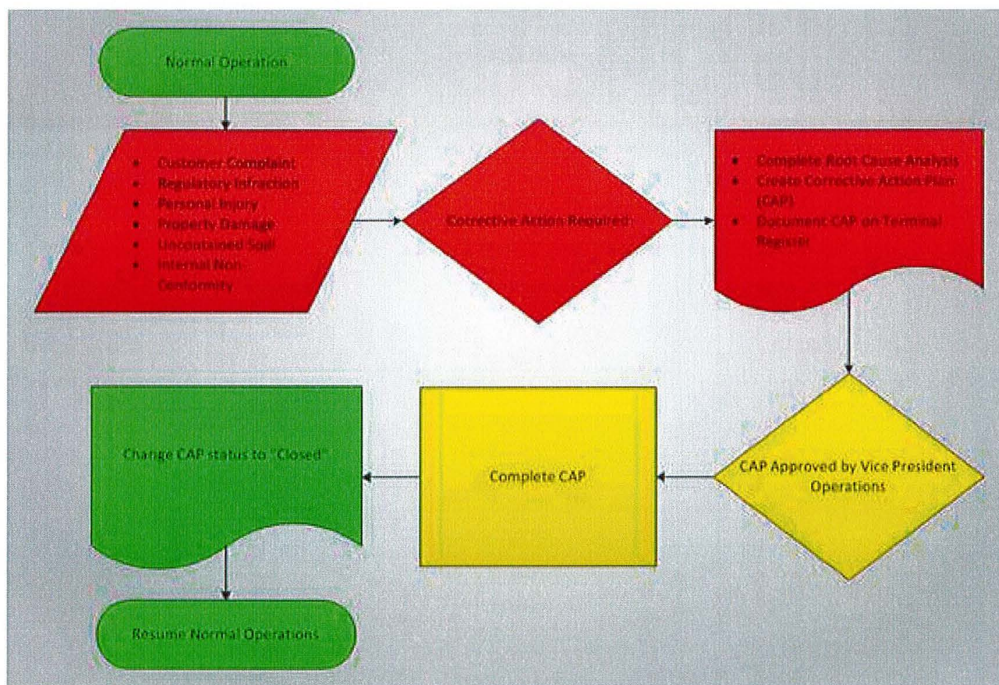 Normal Operation
Customer Complaint
Regulatory Infraction
Personal Injury
Property Damage
Uncontained Spill
Internal Non-
Conformity
Corrective Action Required
Complete Root Cause Analysis
Create Corrective Action Plan
(CAP)
Document CAP on Terminal
Register
CAP Approved by Vice President
Operations
Complete CAP
Change CAP status to "Closed"
Resume Normal Operations